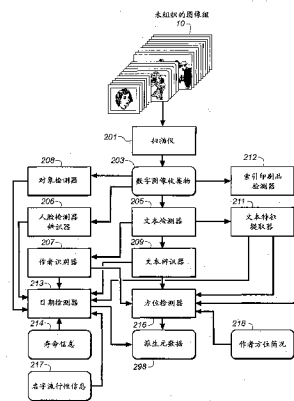 未组织的图像组
10
201
扫描仪
208
对象检测器
203
数字图像收集物
212
索引印刷品
检测器
206
人脸检测器
辨识器
205
文本检测器
211
文本特征
提取器
207
作者识别器
209
文本辨识器
213
日期检测器
方位检测器
214
寿命信息
216
派生元数据
218
作者方位简况
217
名字流行性信息
298